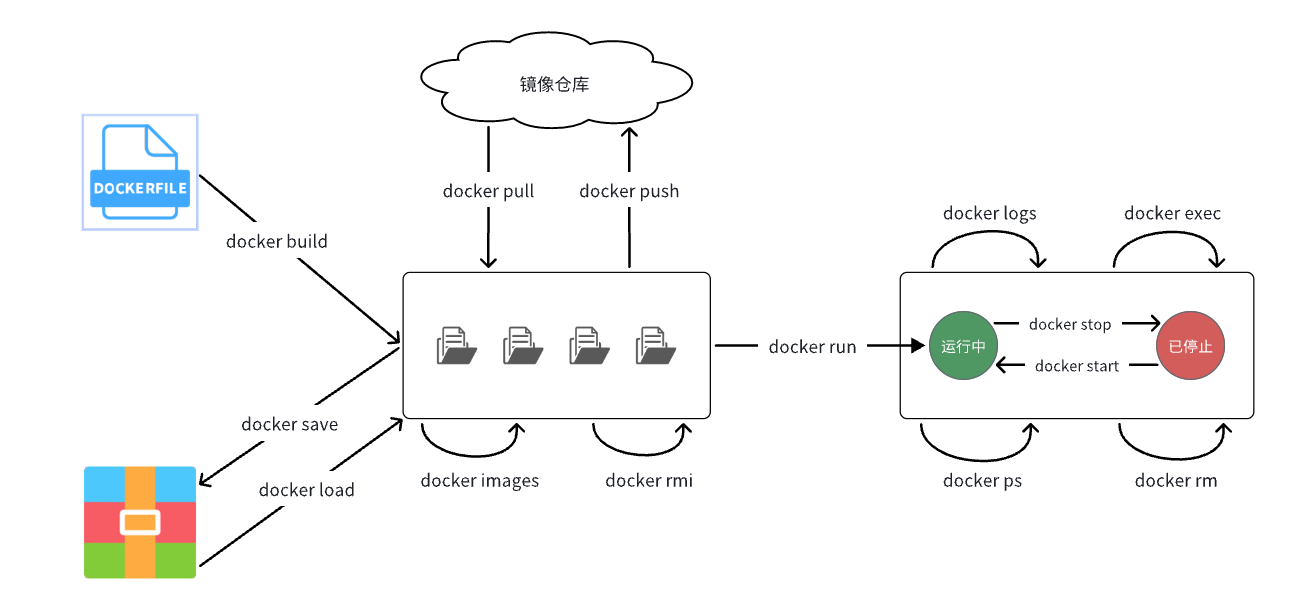 镜像仓库
DOCKERFILE
docker pull
docker push
docker logs
docker exec
docker build
docker stop
docker run
运行中
已停止
docker start
docker save
docker load
docker images
docker rmi
docker ps
docker rm